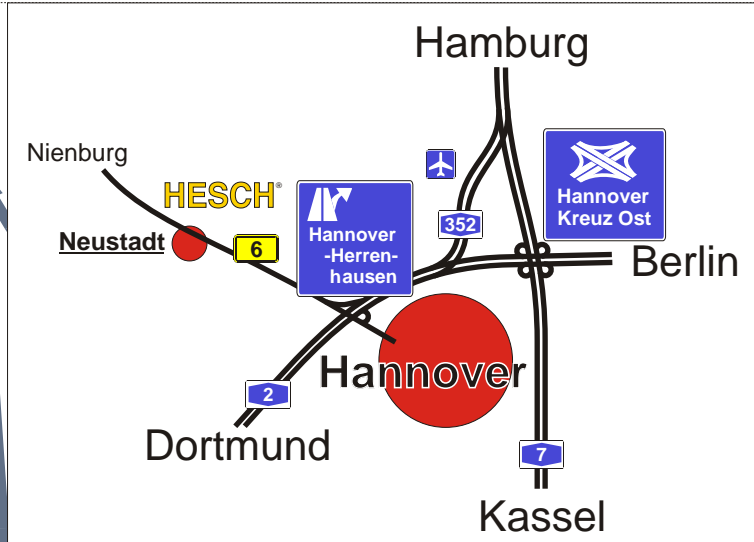 Hamburg
Nienburg
HESCH®
Hannover
Kreuz Ost
Neustadt
6
Hannover
-Herren-
hausen
352
Berlin
Hannover
2
Dortmund
7
Kassel